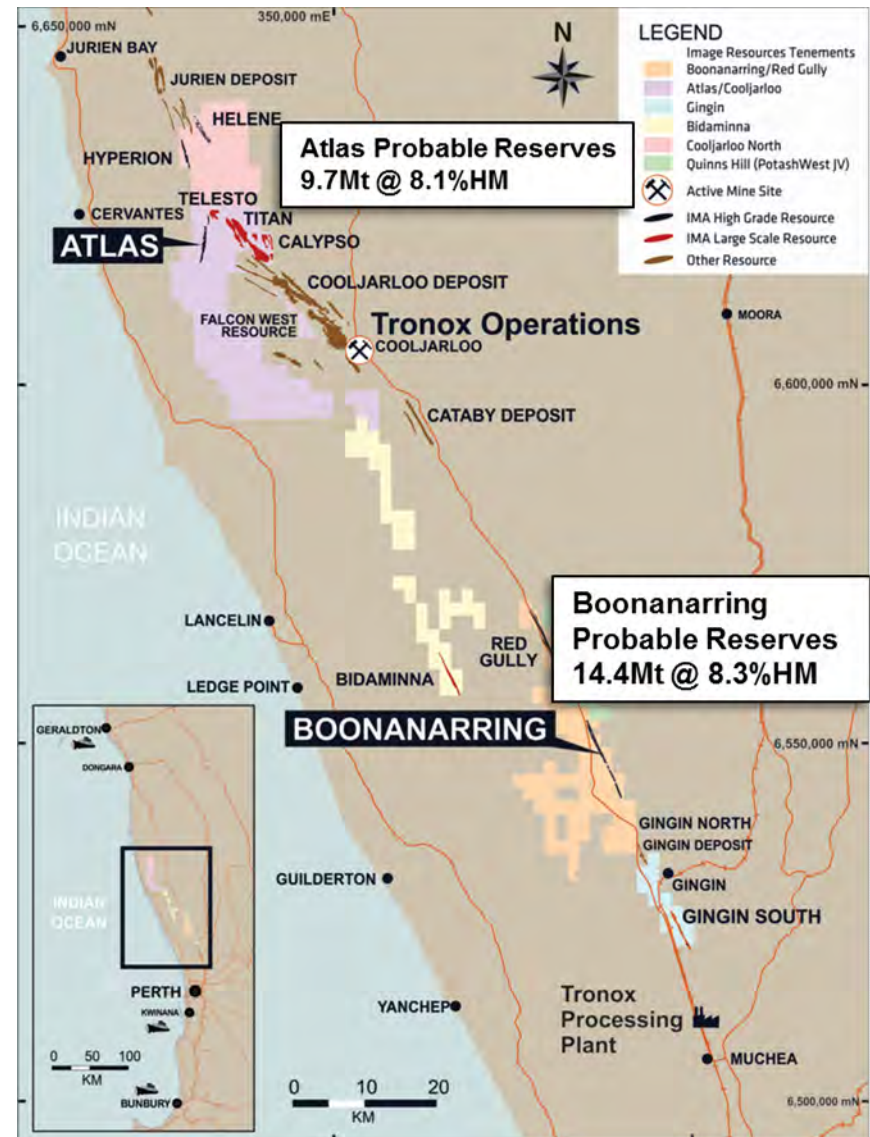 6,650,000 mN
350,000 mE
JURIEN BAY
JURIEN DEPOSIT
N
HELENE
HYPERION
LEGEND
Image Resources Tenements
Boonanarring/Red Gully
Atlas/Cooljarloo
Gingin
Bidaminna
Cooljarloo North
Quinns Hill (PotashWest JV)
Active Mine Site
IMA High Grade Resource
IMA Large Scale Resource
Other Resource
Atlas Probable Reserves
9.7Mt @ 8.1%HM
TELESTO
CERVANTES
TITAN
ATLAS
CALYPSO
COOLJARLOO DEPOSIT
FALCON WEST
RESOURCE
Tronox Operations
COOLJARLOO
MOORA
6,600,000 mN
CATABY DEPOSIT
INDIAN
OCEAN
LANCELIN
RED
GULLY
Boonanarring
Probable Reserves
14.4Mt @ 8.3%HM
BIDAMINNA
LEDGE POINT
BOONANARRING
6,550,000 mN
GINGIN NORTH
GINGIN DEPOSIT
GUILDERTON
GINGIN
GINGIN SOUTH
YANCHEP
Tronox
Processing
Plant
MUCHEA
0 10 20
KM
6,500,000 mN
GERALDTON
DONGARA
INDIAN
OCEAN
PERTH
KWINANA
0 50 100
KM
BUNBURY